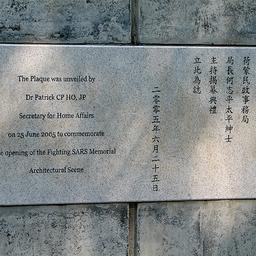 The Plaque was unveiled by
Dr Patrick CP HO, JP
Secretary for Home Affairs
on 25 June 2005 to commemorate
e opening of the Fighting SARS Memorial
Architectural Scene
荷蒙民政事務局
局長何志平太平紳士
主持揭幕典禮
立此為誌
二零零五年六月二十五日